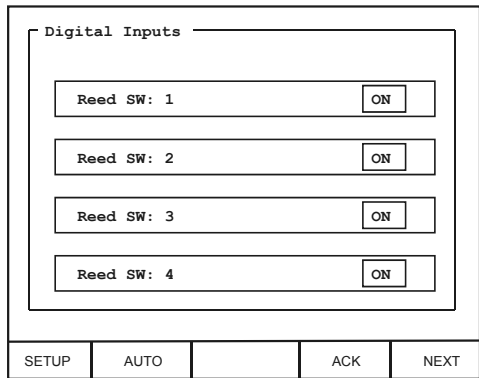 Digital Inputs
Reed SW: 1 ON
Reed SW: 2 ON
Reed SW: 3 ON
Reed SW: 4 ON
SETUP AUTO ACK NEXT